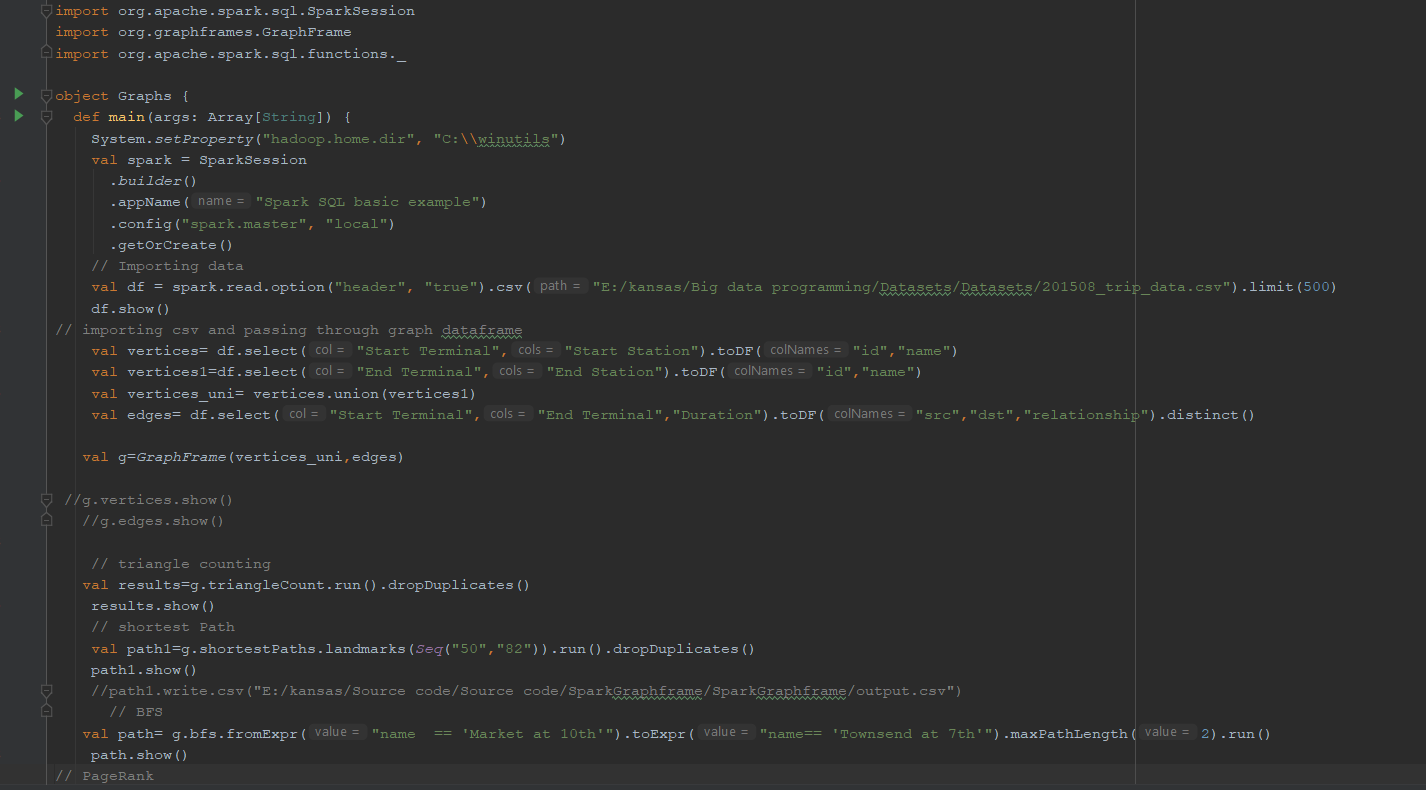 import org.apache.spark.sql.SparkSession
import org.graphframes.GraphFrame
import org.apache.spark.sql.functions._
object Graphs {
def main(args: Array[String]) {
System.setProperty("hadoop.home.dir", "C:\\winutils")
val spark = SparkSession
.builder()
.appName( name = "Spark SQL basic example")
.config("spark.master", "local")
.getOrCreate()
// Importing data
val df = spark.read.option("header", "true").csv( path = "E:/kansas/Big data programming/Datasets/Datasets/201508_trip_data.csv").limit(500)
df.show()
// importing csv and passing through graph dataframe
val vertices= df.select( col = "Start Terminal", cols = "Start Station").toDF( colNames = "id","name")
val vertices1=df.select( col = "End Terminal", cols = "End Station").toDF( colNames = "id","name")
val vertices_uni= vertices.union(vertices1)
val edges= df.select( col = "Start Terminal", cols = "End Terminal","Duration").toDF( colNames = "src","dst","relationship").distinct()
val g=GraphFrame(vertices_uni,edges)
//g.vertices.show()
//g.edges.show()
// triangle counting
val results=g.triangleCount.run().dropDuplicates()
results.show()
// shortest Path
val path1=g.shortestPaths.landmarks(Seq("50","82")).run().dropDuplicates()
path1.show()
//path1.write.csv("E:/kansas/Source code/Source code/SparkGraphframe/SparkGraphframe/output.csv")
// BFS
val path= g.bfs.fromExpr( value = "name  == 'Market at 10th'").toExpr( value = "name== 'Townsend at 7th'").maxPathLength( value = 2).run()
path.show()
// PageRank